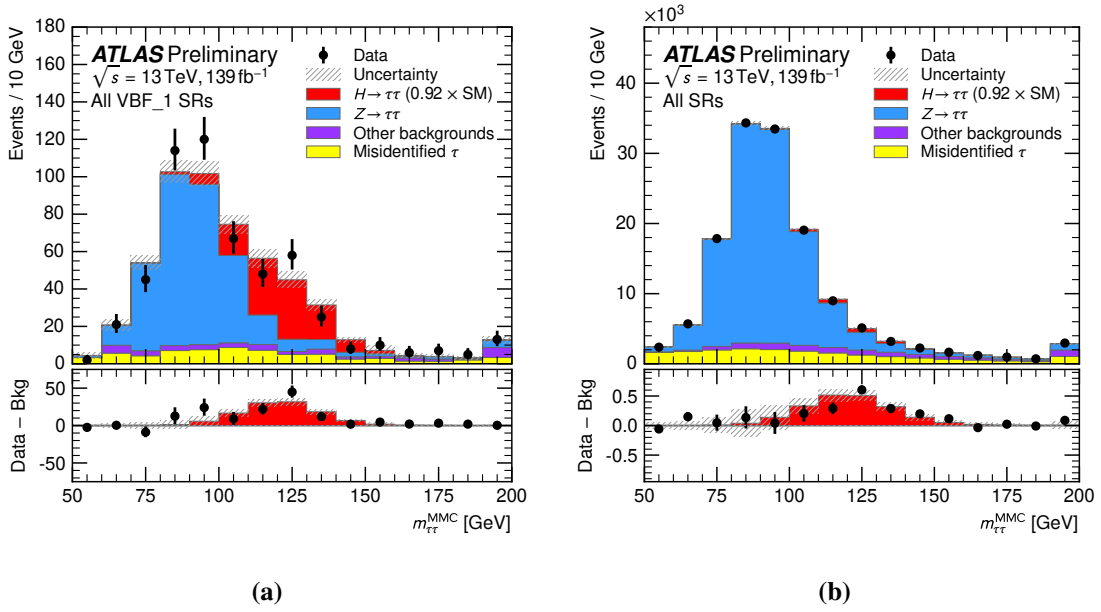 180
160
140
120
100
80
60
40
20
0
Events / 10 GeV
ATLAS Preliminary
√s = 13 TeV, 139 fb⁻¹
All VBF_1 SRs
Data
Uncertainty
H→ττ (0.92 × SM)
Z→ττ
Other backgrounds
Misidentified τ
50
0
−50
Data − Bkg
50 75 100 125 150 175 200
m_ττ^MMC [GeV]
(a)
×10³
40
30
20
10
0
Events / 10 GeV
ATLAS Preliminary
√s = 13 TeV, 139 fb⁻¹
All SRs
Data
Uncertainty
H→ττ (0.92 × SM)
Z→ττ
Other backgrounds
Misidentified τ
0.5
0.0
-0.5
Data − Bkg
50 75 100 125 150 175 200
m_ττ^MMC [GeV]
(b)